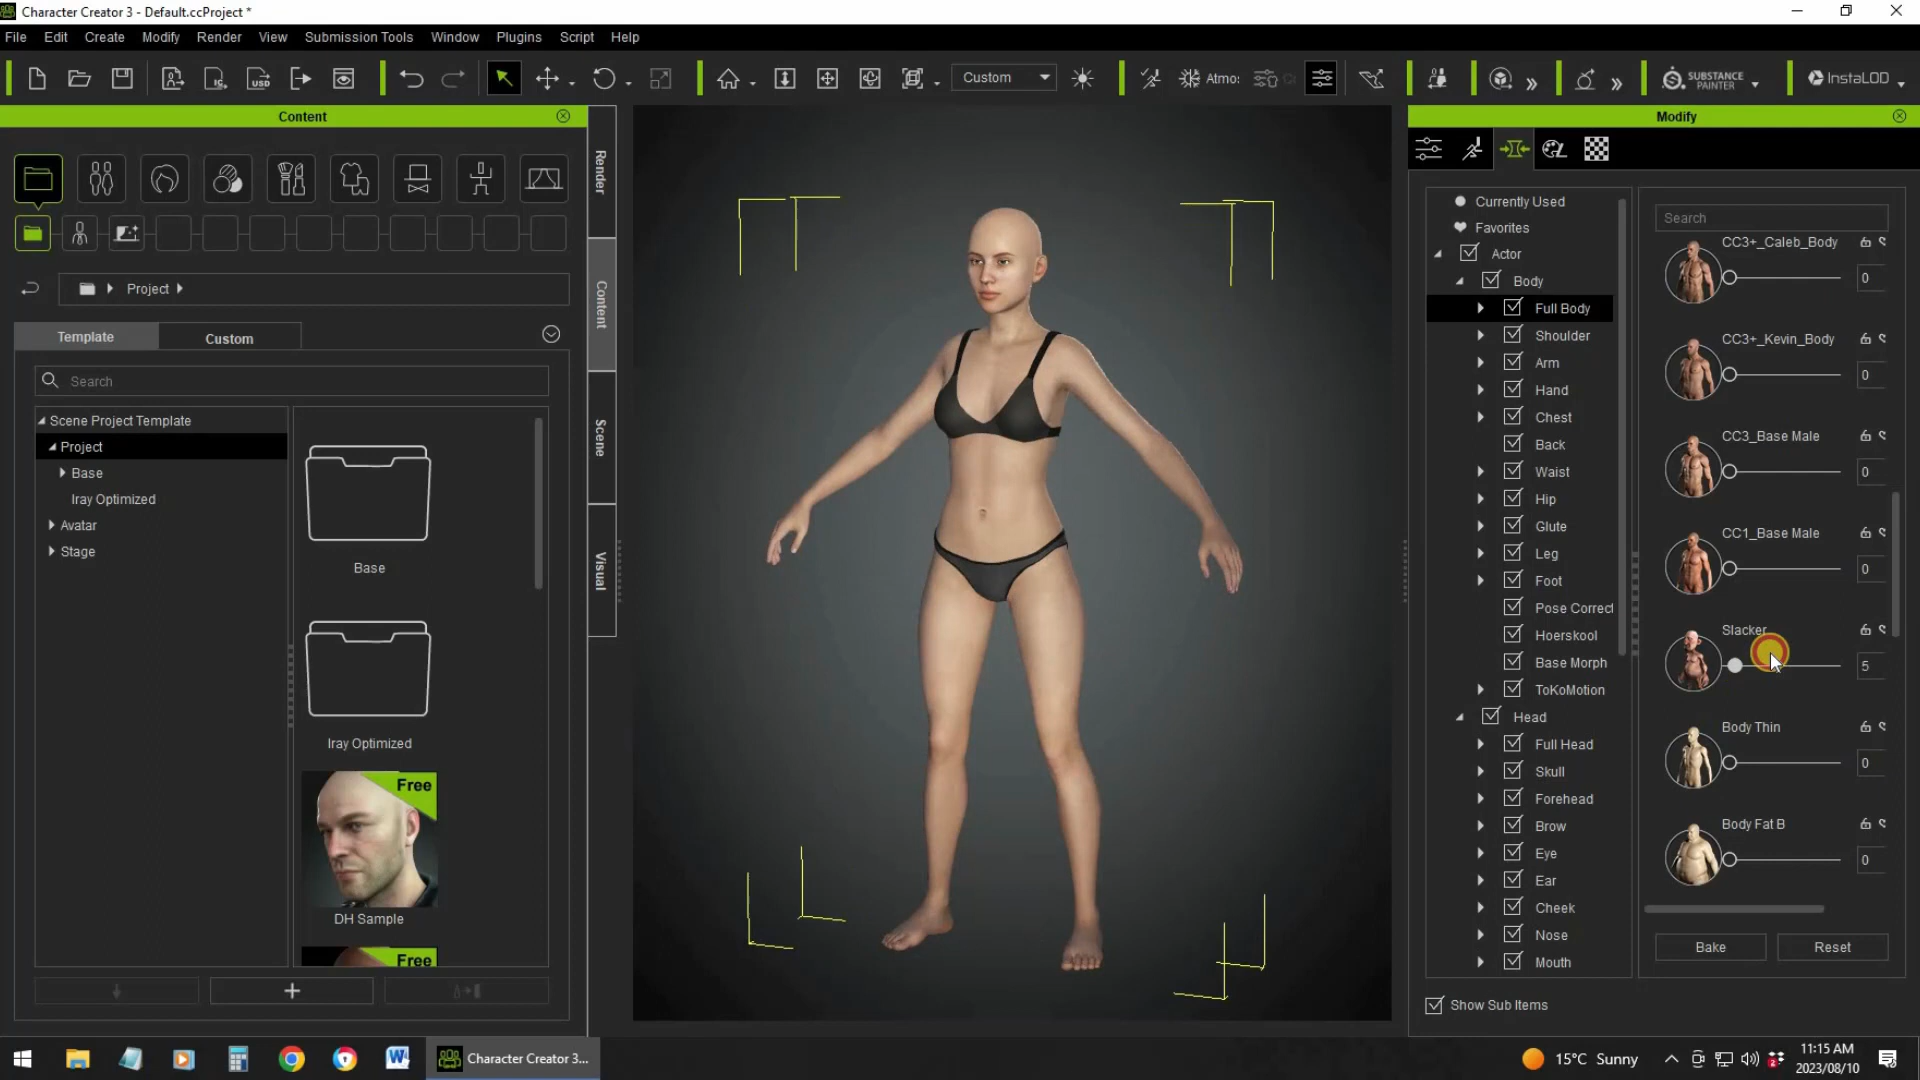 Character Creator 3 - Default.ccProject *
File Edit Create Modify Render View Submission Tools Window Plugins Script Help
Custom
Atmo:
SUBSTANCE
PAINTER
InstaLOD
Content
Render
Content
Scene
Visual
Project
Template
Custom
Search
Scene Project Template
Project
Base
Iray Optimized
Avatar
Stage
Base
Iray Optimized
Free
DH Sample
Free
Modify
Currently Used
Favorites
Actor
Body
Full Body
Shoulder
Arm
Hand
Chest
Back
Waist
Hip
Glute
Leg
Foot
Pose Correct
Hoerskool
Base Morph
ToKoMotion
Head
Full Head
Skull
Forehead
Brow
Eye
Ear
Cheek
Nose
Mouth
Show Sub Items
Search
CC3+_Caleb_Body
0
CC3+_Kevin_Body
0
CC3_Base Male
0
CC1_Base Male
0
Slacker
5
Body Thin
0
Body Fat B
0
Bake
Reset
Character Creator 3...
15°C Sunny
2
11:15 AM
2023/08/10